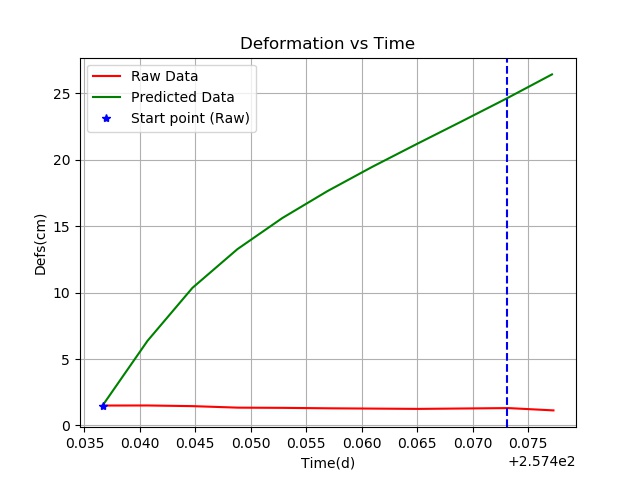 Deformation vs Time
Raw Data
Predicted Data
Start point (Raw)
Defs(cm)
25
20
15
10
5
0
0.035 0.040 0.045 0.050 0.055 0.060 0.065 0.070 0.075
Time(d)
+2.574e2